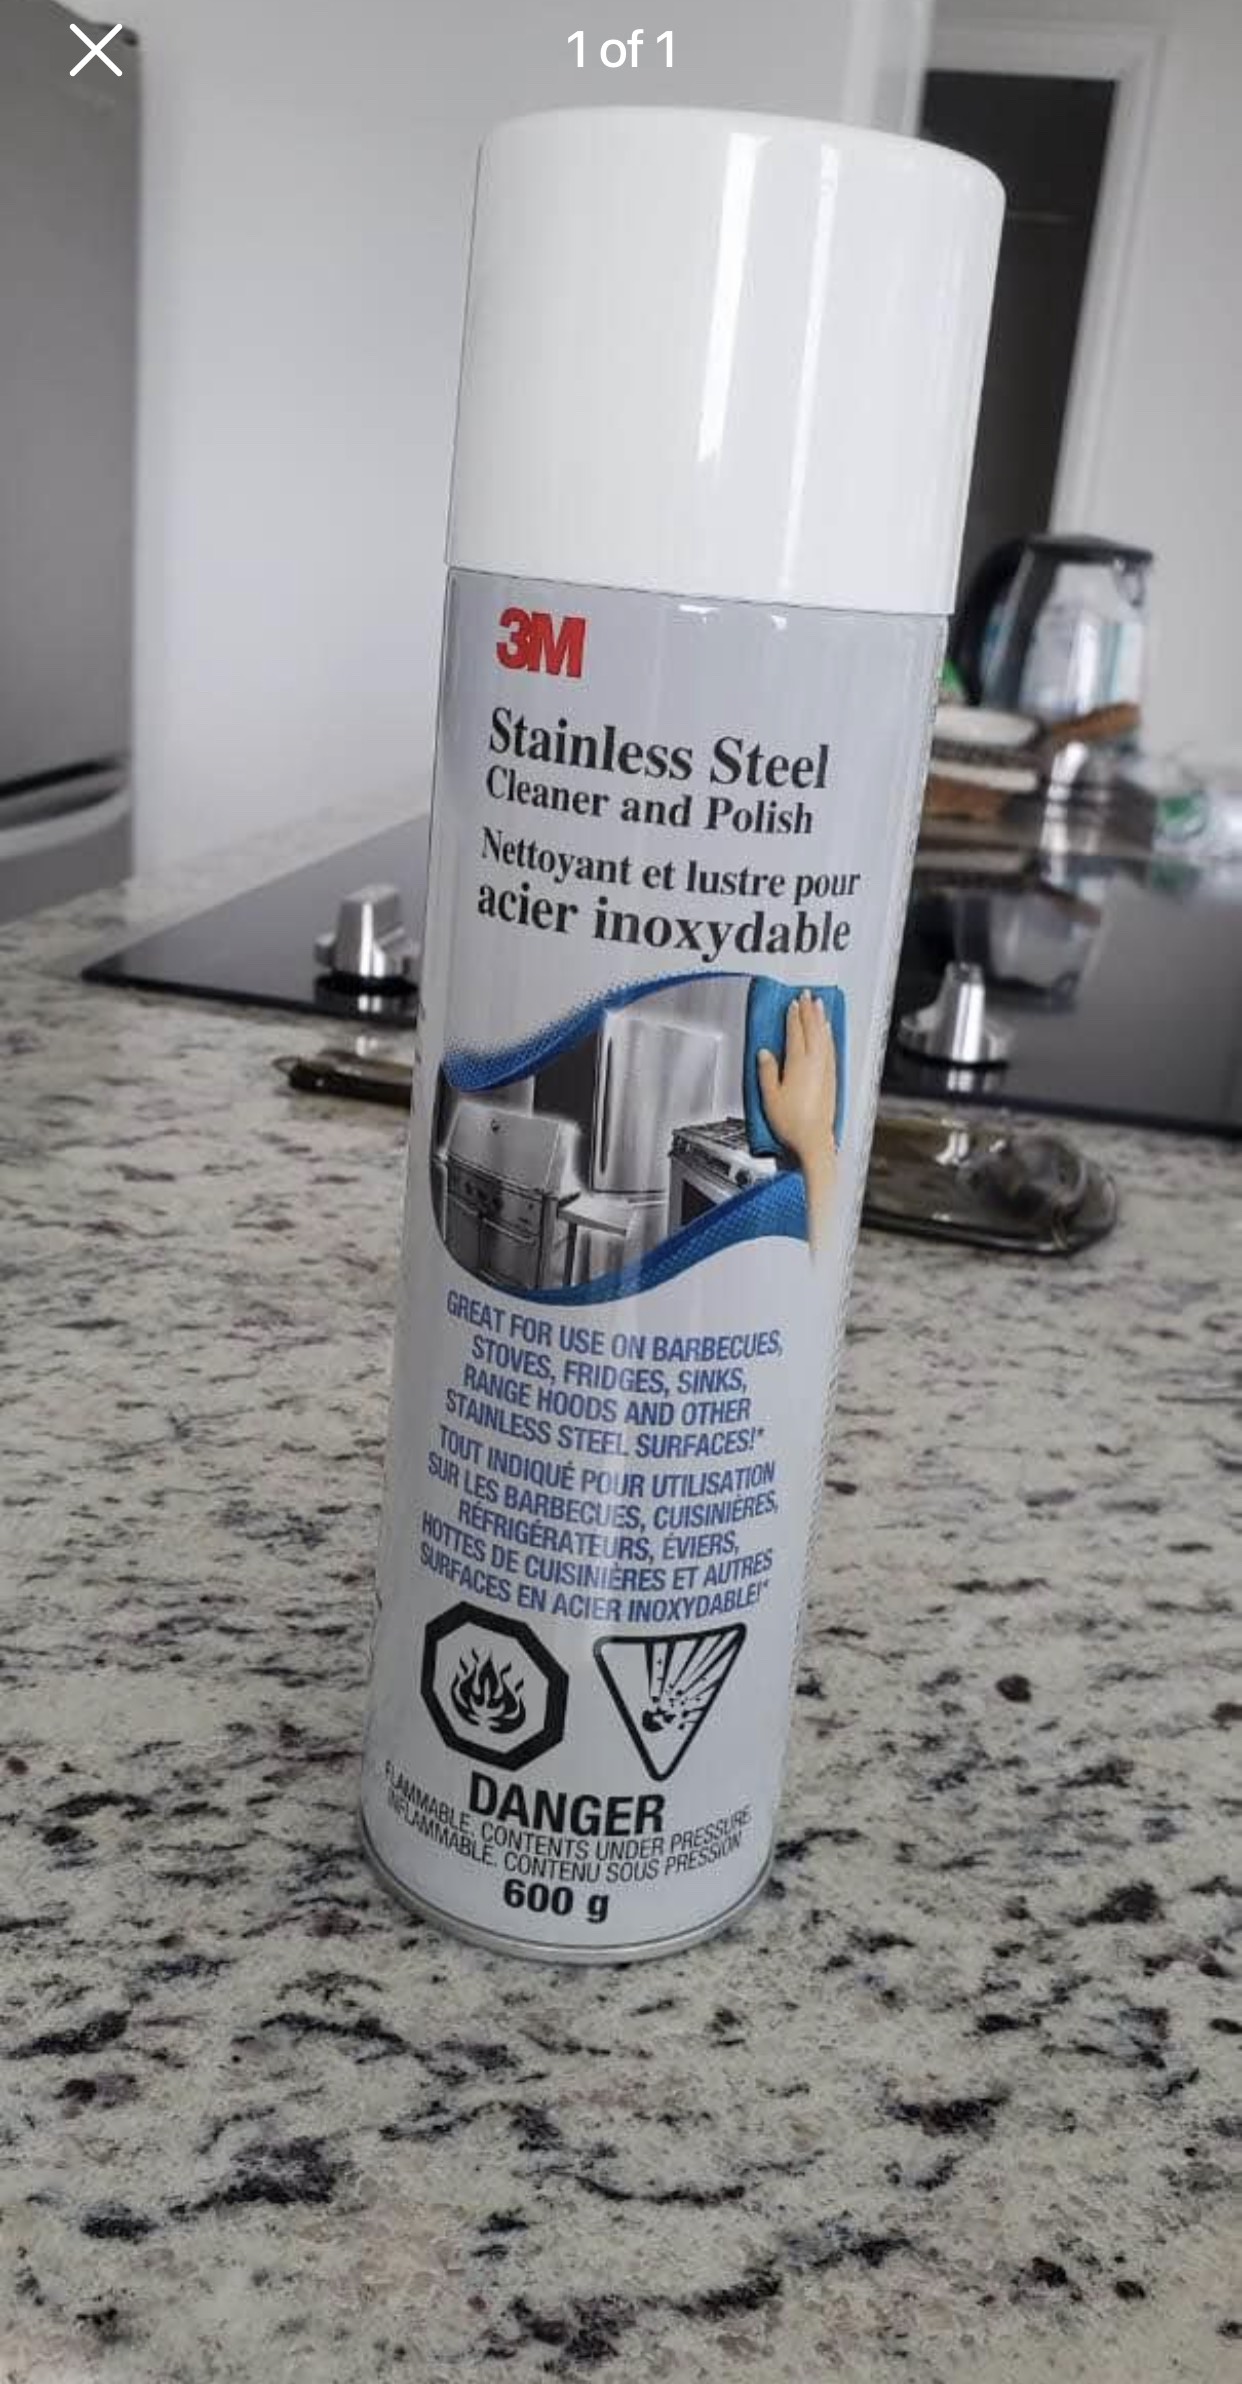 1 of 1
3M
Stainless Steel
Cleaner and Polish
Nettoyant et lustre pour
acier inoxydable
GREAT FOR USE ON BARBECUES,
STOVES, FRIDGES, SINKS,
RANGE HOODS AND OTHER
STAINLESS STEEL SURFACES!*
TOUT INDIQUÉ POUR UTILISATION
SUR LES BARBECUES, CUISINIÈRES,
RÉFRIGÉRATEURS, ÉVIERS,
HOTTES DE CUISINIÈRES ET AUTRES
SURFACES EN ACIER INOXYDABLE!*
DANGER
FLAMMABLE. CONTENTS UNDER PRESSURE.
INFLAMMABLE. CONTENU SOUS PRESSION
600 g